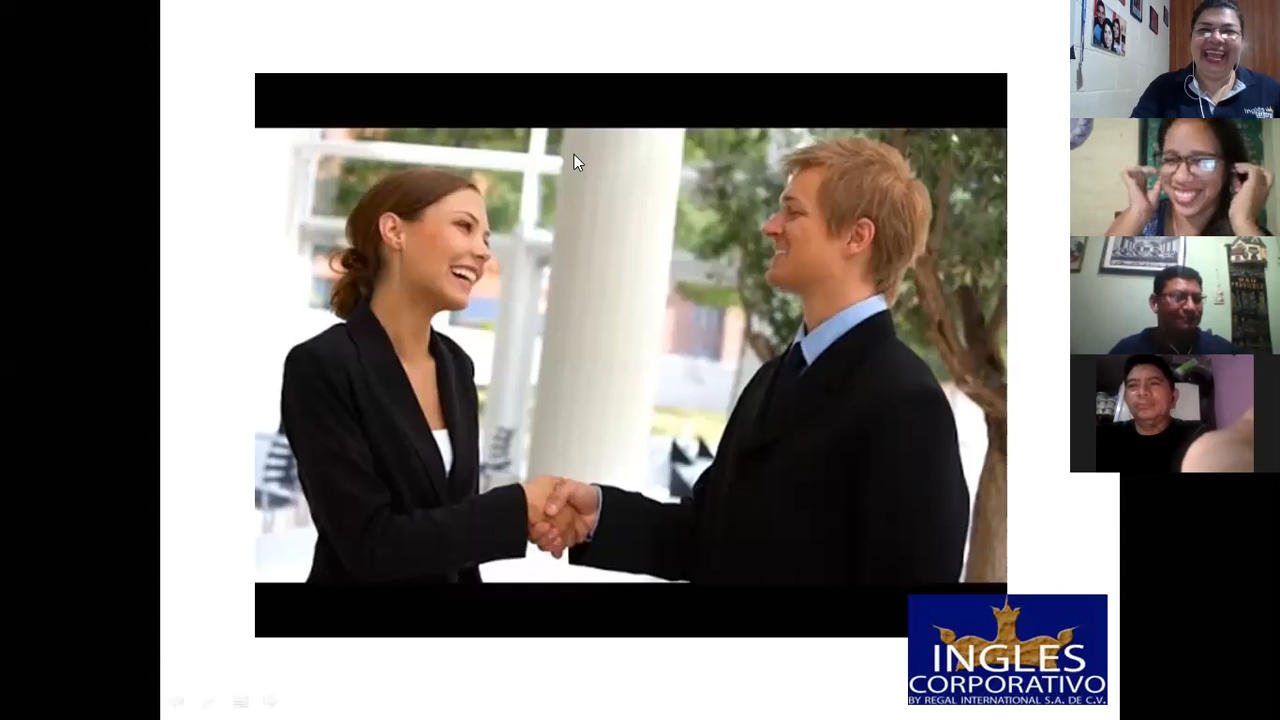 INGLES
CORPORATIVO
BY REGAL INTERNATIONAL S.A. DE C.V.